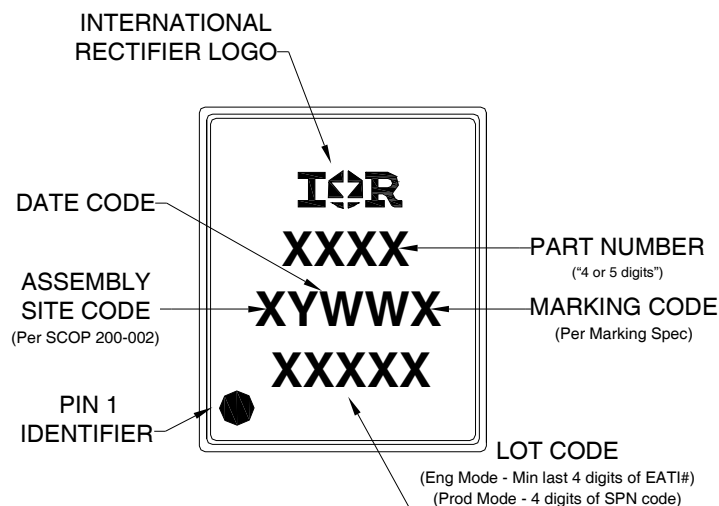 INTERNATIONAL
RECTIFIER LOGO
IOR
DATE CODE
XXXX
PART NUMBER
(“4 or 5 digits”)
ASSEMBLY
SITE CODE
(Per SCOP 200-002)
XYWWX
MARKING CODE
(Per Marking Spec)
XXXXX
PIN 1
IDENTIFIER
LOT CODE
(Eng Mode - Min last 4 digits of EATI#)
(Prod Mode - 4 digits of SPN code)